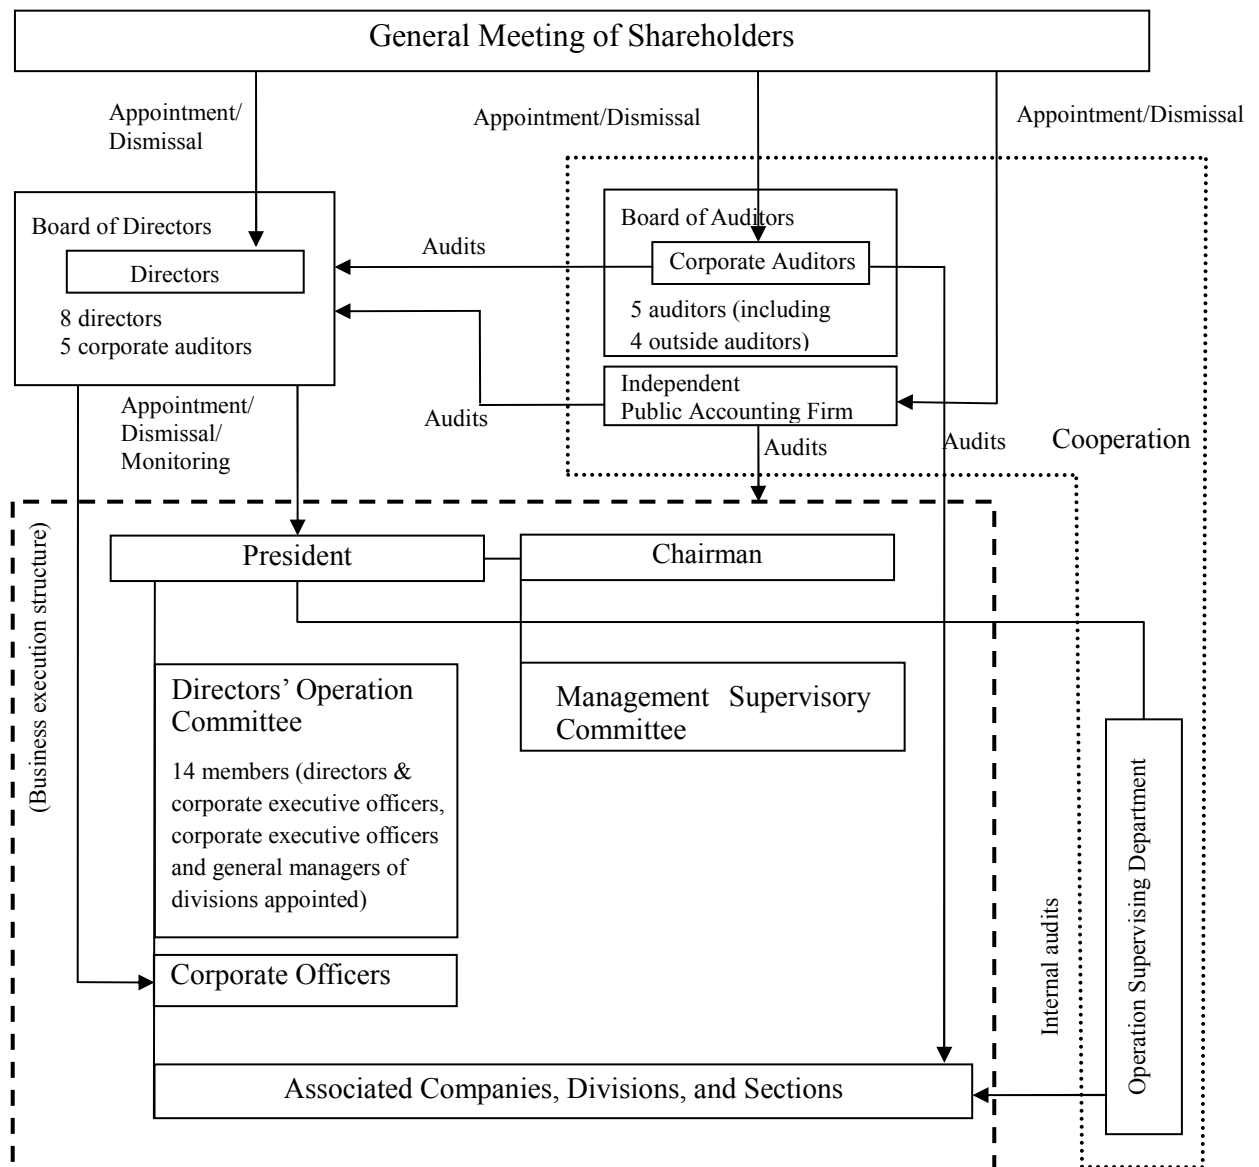 General Meeting of Shareholders
Appointment/
Dismissal
Appointment/Dismissal
Appointment/Dismissal
Board of Directors
Directors
8 directors
5 corporate auditors
Audits
Board of Auditors
Corporate Auditors
5 auditors (including
4 outside auditors)
Independent
Public Accounting Firm
Audits
Audits
Audits
Cooperation
Appointment/
Dismissal/
Monitoring
(Business execution structure)
President
Chairman
Directors’ Operation
Committee
14 members (directors &
corporate executive officers,
corporate executive officers
and general managers of
divisions appointed)
Management Supervisory
Committee
Corporate Officers
Associated Companies, Divisions, and Sections
Internal audits
Operation Supervising Department